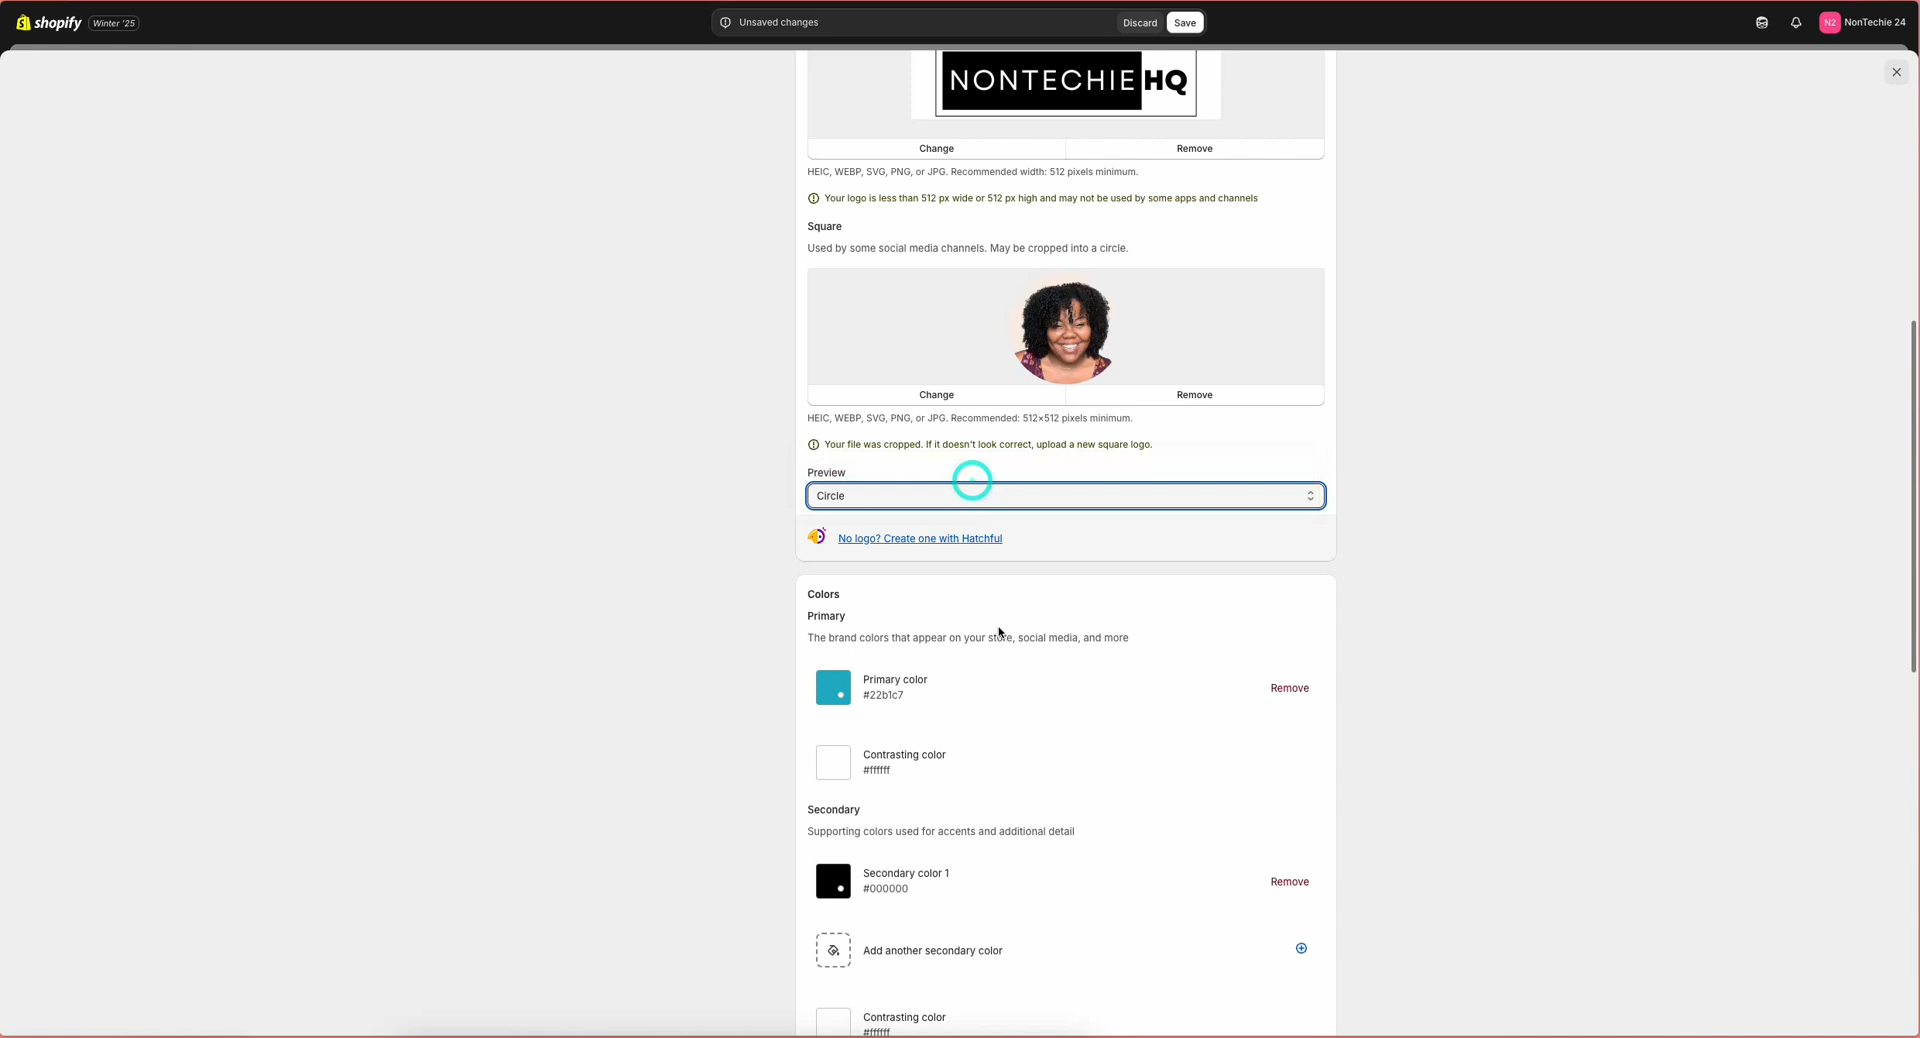 shopify
Winter '25
Unsaved changes
Discard
Save
N2
NonTechie 24
NONTECHIE HQ
Change
Remove
HEIC, WEBP, SVG, PNG, or JPG. Recommended width: 512 pixels minimum.
Your logo is less than 512 px wide or 512 px high and may not be used by some apps and channels
Square
Used by some social media channels. May be cropped into a circle.
Change
Remove
HEIC, WEBP, SVG, PNG, or JPG. Recommended: 512×512 pixels minimum.
Your file was cropped. If it doesn't look correct, upload a new square logo.
Preview
Circle
No logo? Create one with Hatchful
Colors
Primary
The brand colors that appear on your store, social media, and more
Primary color
#22b1c7
Remove
Contrasting color
#ffffff
Secondary
Supporting colors used for accents and additional detail
Secondary color 1
#000000
Remove
Add another secondary color
Contrasting color
#ffffff